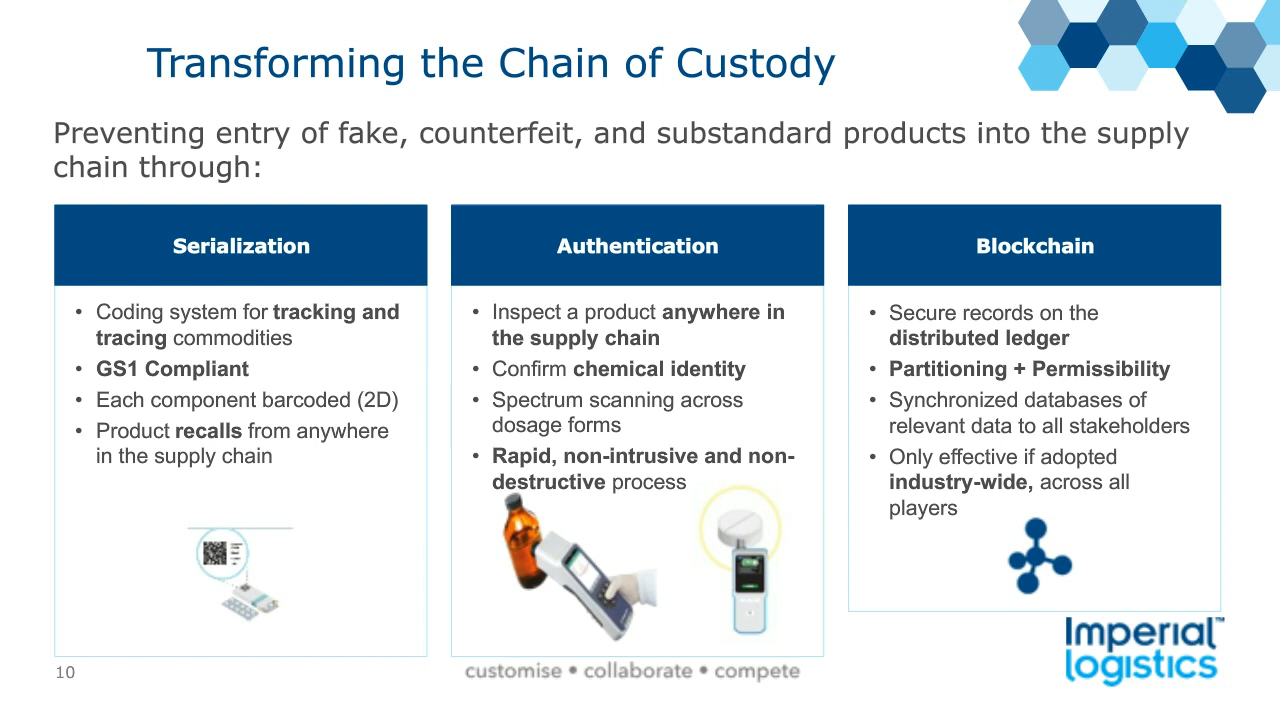 Transforming the Chain of Custody
Preventing entry of fake, counterfeit, and substandard products into the supply
chain through:
Serialization
• Coding system for tracking and
tracing commodities
• GS1 Compliant
• Each component barcoded (2D)
• Product recalls from anywhere
in the supply chain
Authentication
• Inspect a product anywhere in
the supply chain
• Confirm chemical identity
• Spectrum scanning across
dosage forms
• Rapid, non-intrusive and non-
destructive process
Blockchain
• Secure records on the
distributed ledger
• Partitioning + Permissibility
• Synchronized databases of
relevant data to all stakeholders
• Only effective if adopted
industry-wide, across all
players
10
customise • collaborate • compete
Imperial™
logistics